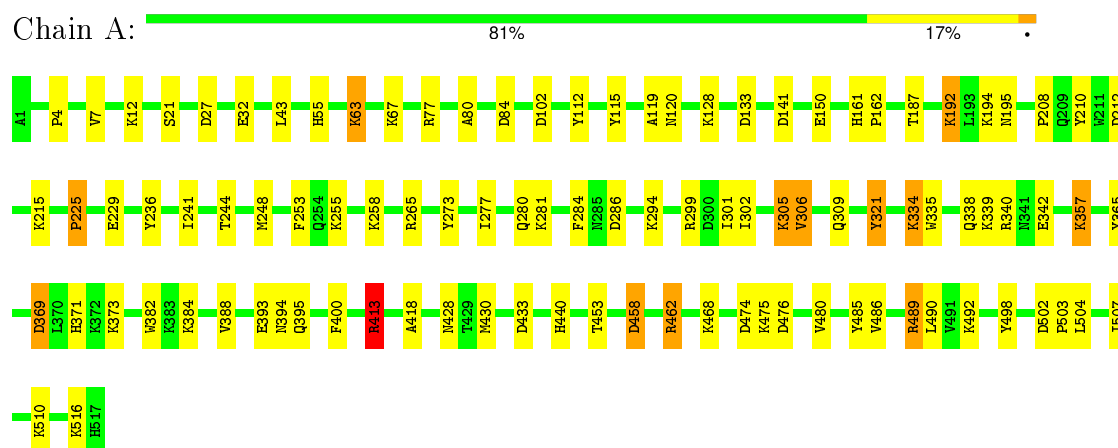 Chain A:
81% 17% •
A1 P4 V7 K12 S21 D27 E32 L43 H55 K63 K67 R77 A80 D84 D102 Y112 Y115 A119 N120 K128 D133 D141 E150 H161 P162 T187 K192 L193 K194 N195 P208 Q209 Y210 W211
K215 P225 E229 Y236 I241 T244 M248 F253 Q254 K255 K258 R265 Y273 I277 Q280 K281 F284 N285 D286 K294 R299 D300 I301 I302 K305 V306 Q309 Y321 K334 W335 Q338 K339 R340 N341 E342 K357
D369 L370 H371 K372 K373 W382 K383 K384 V388 E393 N394 Q395 F400 R413 A418 N428 T429 M430 D433 H440 T453 D458 R462 K468 D474 K475 D476 V480 Y485 V486 R489 L490 V491 K492 Y498 D502 P503 L504
K510 K516 H517